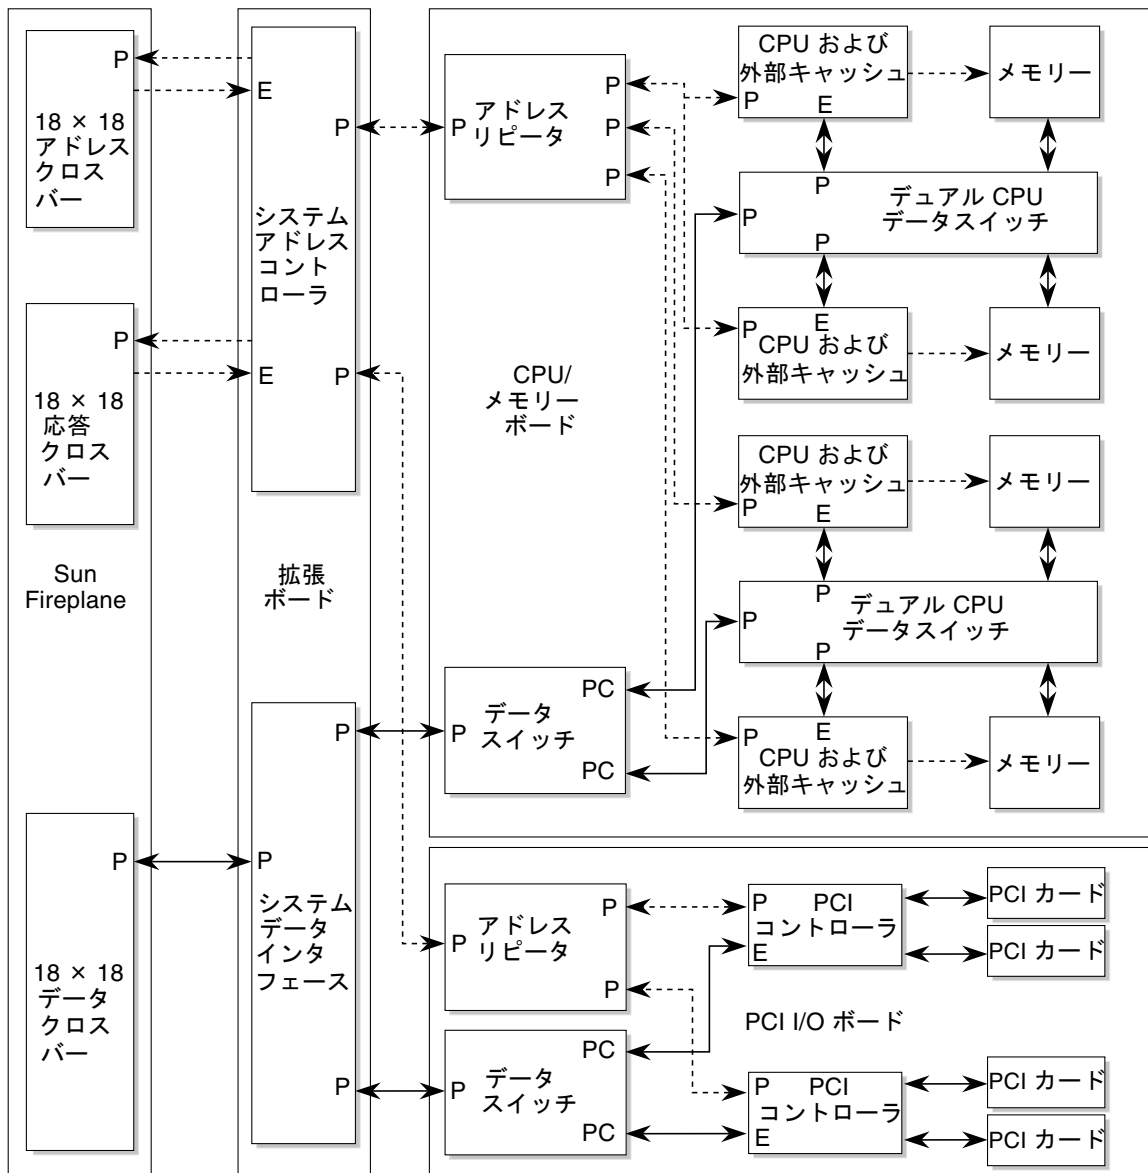 P
E
18 × 18
アドレス
クロス
バー
P
18 × 18
応答
クロス
バー
Sun
Fireplane
P
18 × 18
データ
クロス
バー
E
P
システム
アドレス
コント
ローラ
E
P
拡張
ボード
P
P
システム
データ
インタ
フェース
P
P
アドレス
リピータ
P
P
P
CPU/
メモリー
ボード
PC
P
データ
スイッチ
PC
CPU および
外部キャッシュ
P
E
メモリー
P
P
デュアル CPU
データスイッチ
P
P
E
CPU および
外部キャッシュ
メモリー
CPU および
外部キャッシュ
P
E
メモリー
P
P
デュアル CPU
データスイッチ
P
P
E
CPU および
外部キャッシュ
メモリー
P
アドレス
リピータ
P
P
P
PCI
コントローラ
E
PCI カード
PCI カード
PCI I/O ボード
PC
P
データ
スイッチ
PC
P
PCI
コントローラ
E
PCI カード
PCI カード